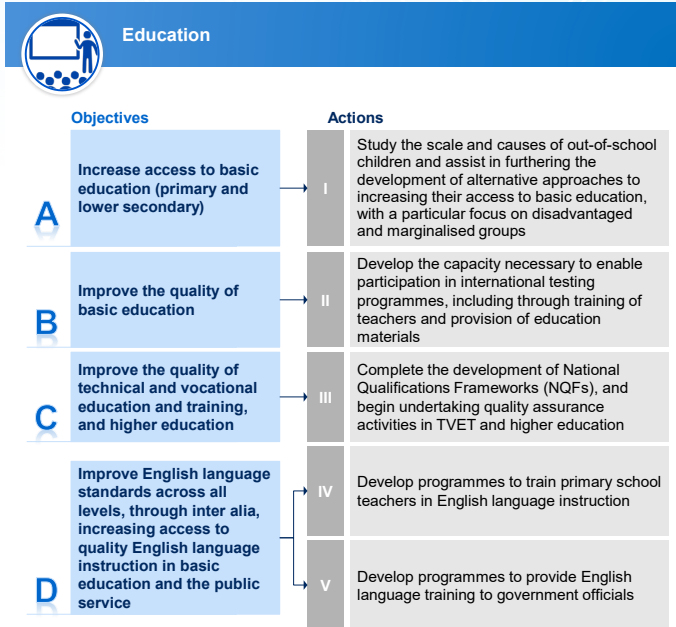 Education
Objectives
Actions
A
Increase access to basic
education (primary and
lower secondary)
I
Study the scale and causes of out-of-school
children and assist in furthering the
development of alternative approaches to
increasing their access to basic education,
with a particular focus on disadvantaged
and marginalised groups
B
Improve the quality of
basic education
II
Develop the capacity necessary to enable
participation in international testing
programmes, including through training of
teachers and provision of education
materials
C
Improve the quality of
technical and vocational
education and training,
and higher education
III
Complete the development of National
Qualifications Frameworks (NQFs), and
begin undertaking quality assurance
activities in TVET and higher education
D
Improve English language
standards across all
levels, through inter alia,
increasing access to
quality English language
instruction in basic
education and the public
service
IV
Develop programmes to train primary school
teachers in English language instruction
V
Develop programmes to provide English
language training to government officials